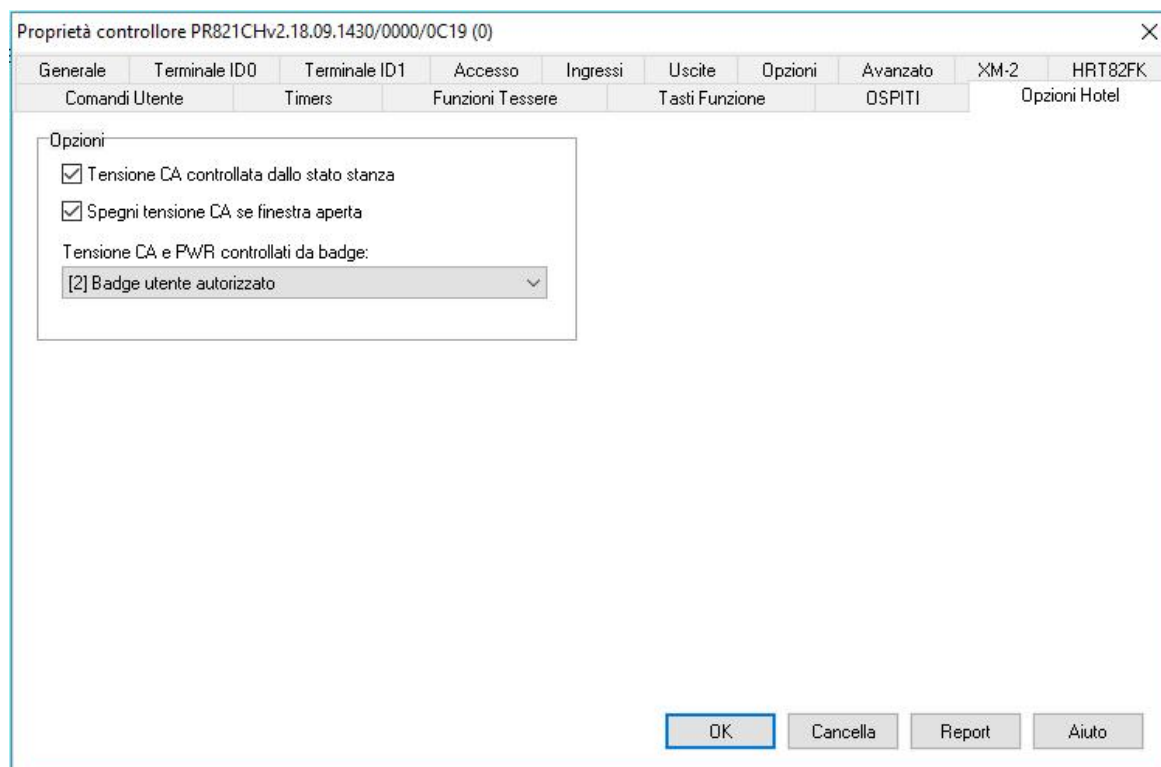 Proprietà controllore PR821CHv2.18.09.1430/0000/0C19 (0)
Generale Terminale ID0 Terminale ID1 Accesso Ingressi Uscite Opzioni Avanzato XM-2 HRT82FK
Comandi Utente Timers Funzioni Tessere Tasti Funzione OSPITI Opzioni Hotel
Opzioni
Tensione CA controllata dallo stato stanza
Spegni tensione CA se finestra aperta
Tensione CA e PWR controllati da badge:
[2] Badge utente autorizzato
OK Cancella Report Aiuto